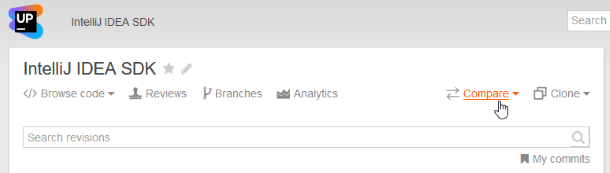 UP IntelliJ IDEA SDK Search
IntelliJ IDEA SDK
</> Browse code Reviews Branches Analytics Compare Clone
Search revisions
My commits